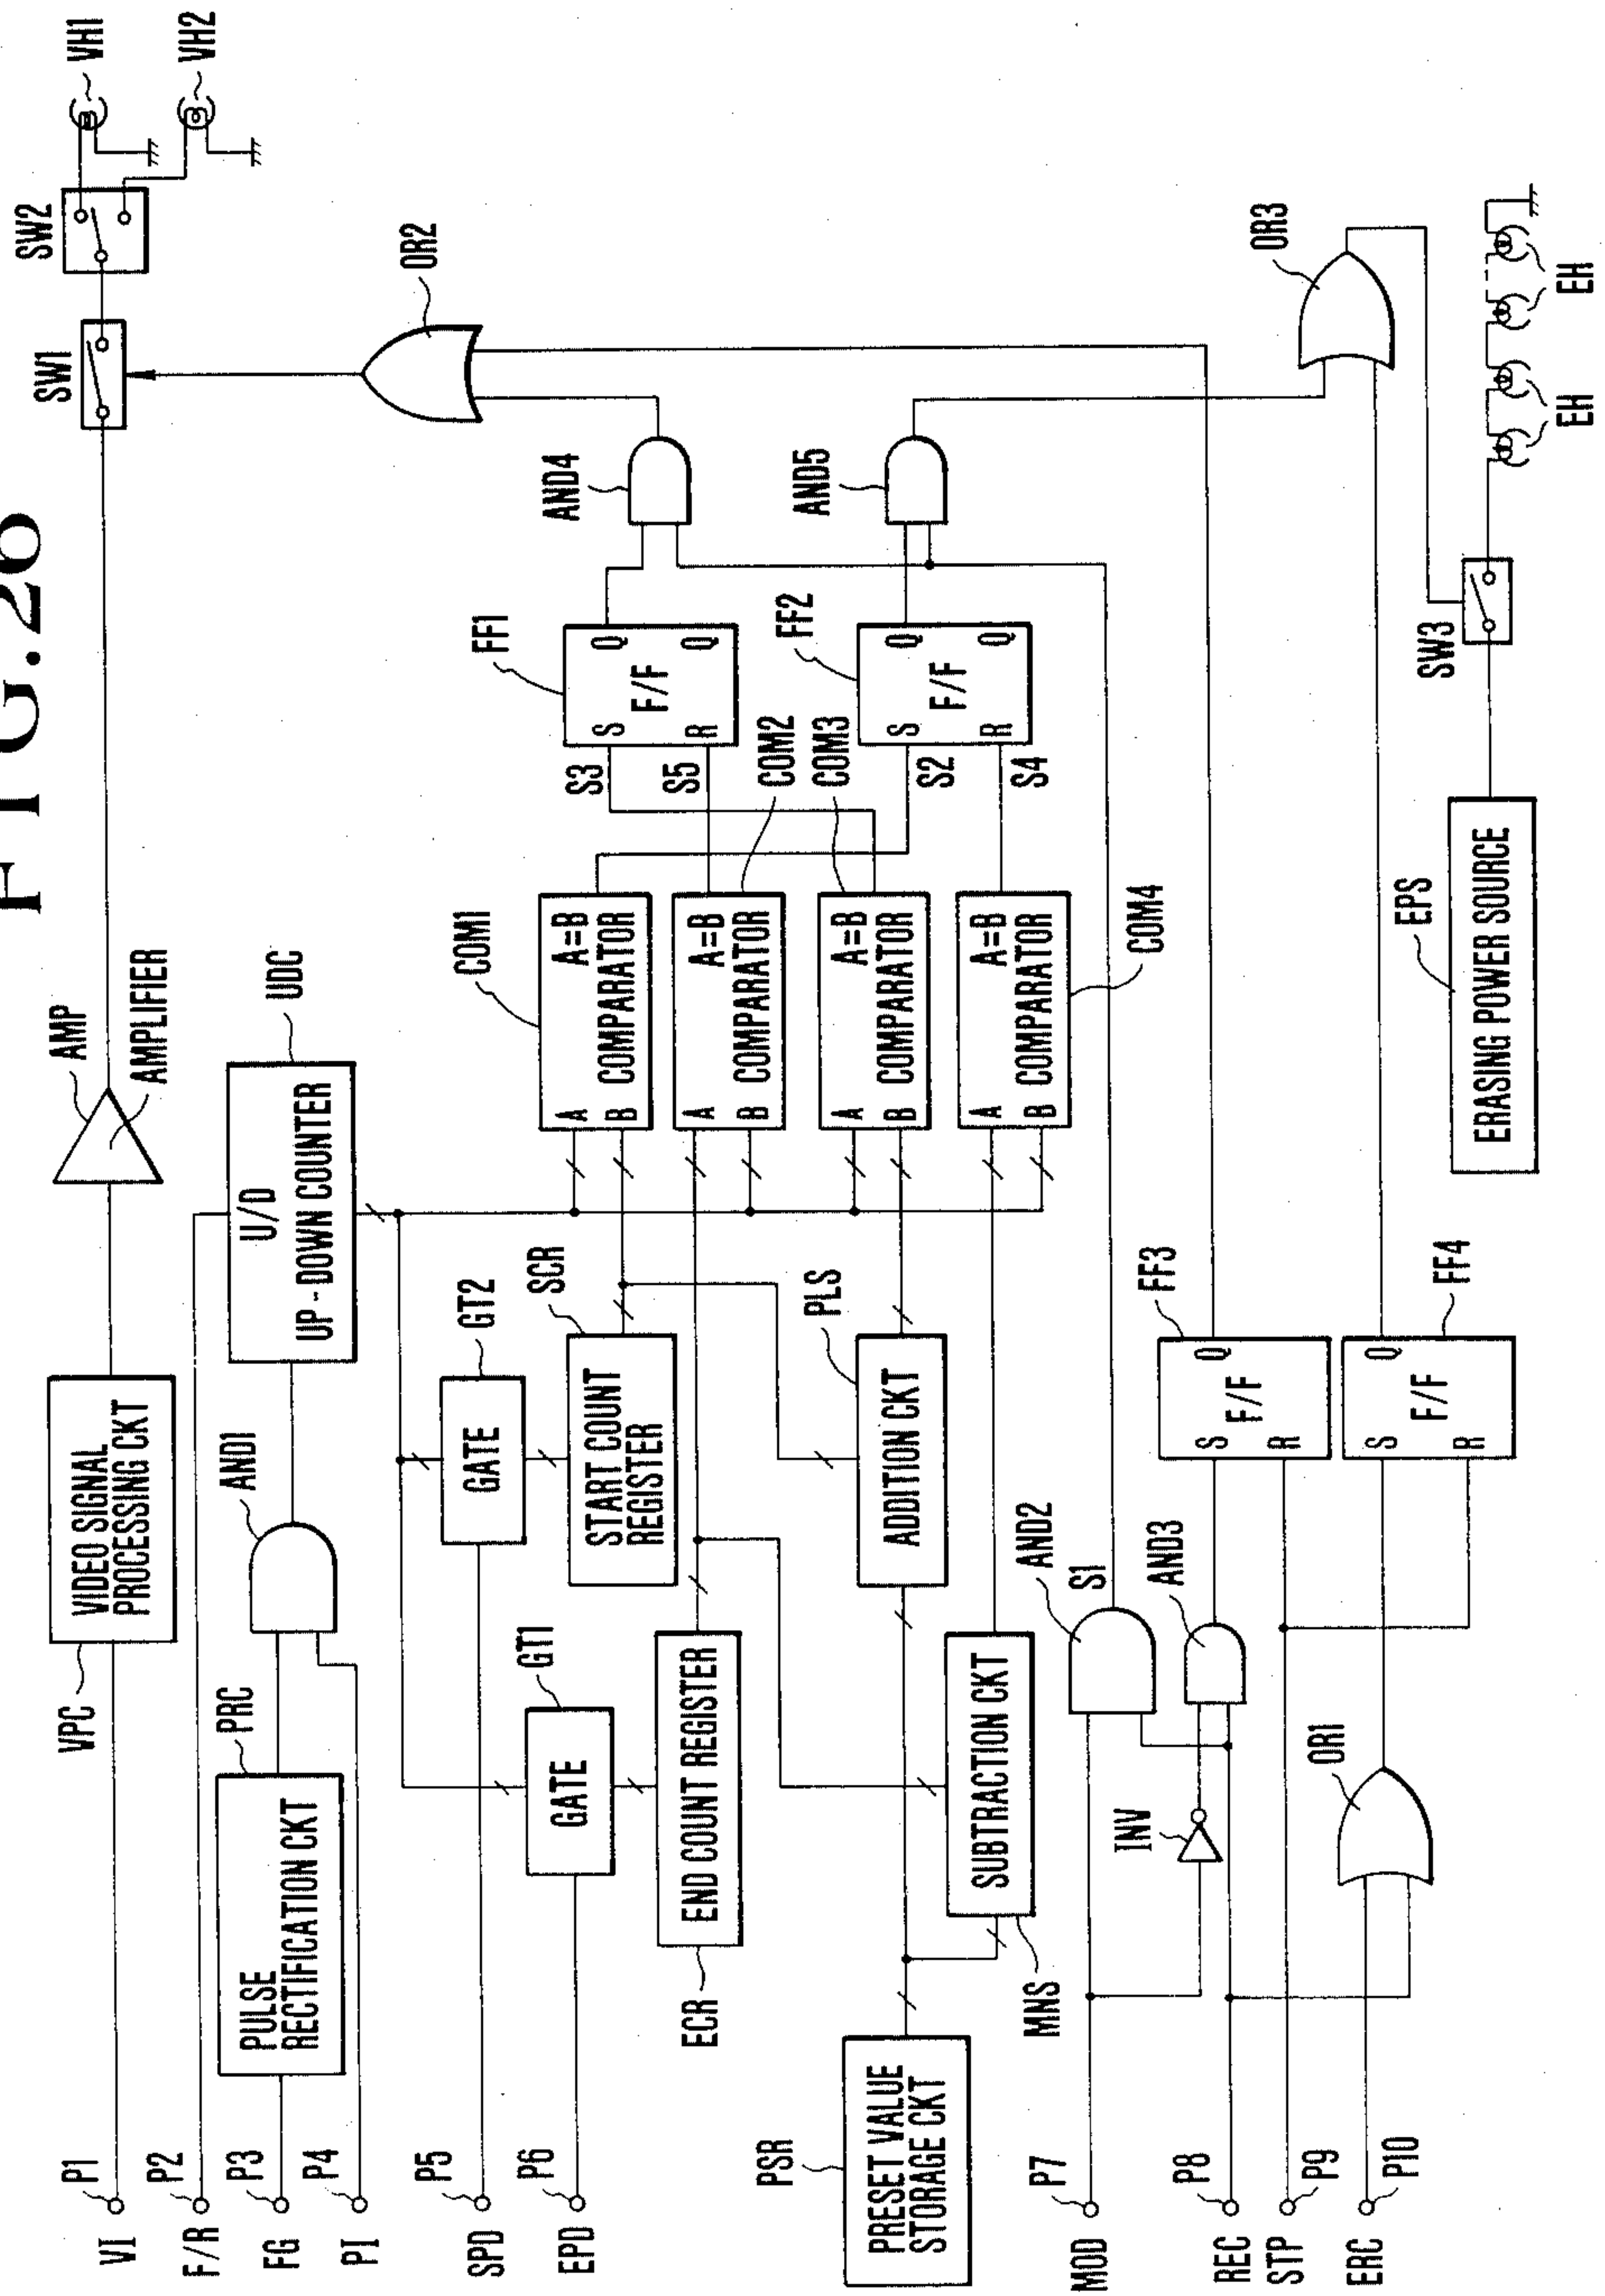 FIG.26
VI
P1
VPC
VIDEO SIGNAL
PROCESSING CKT
AMP
AMPLIFIER
SW1
SW2
VH1
VH2
F/R
P2
FG
P3
PI
P4
PRC
PULSE
RECTIFICATION CKT
AND1
U/D
UP-DOWN COUNTER
UDC
SPD
P5
EPD
P6
GT1
GATE
GT2
GATE
SCR
START COUNT
REGISTER
ECR
END COUNT REGISTER
COM1
A
B
A=B
COMPARATOR
A
B
A=B
COMPARATOR
COM2
A
B
A=B
COMPARATOR
COM3
A
B
A=B
COMPARATOR
COM4
S3
S5
S2
S4
FF1
S
R
F/F
Q
Q
FF2
S
R
F/F
Q
Q
AND4
AND5
OR2
PSR
PRESET VALUE
STORAGE CKT
PLS
ADDITION CKT
MNS
SUBTRACTION CKT
MOD
P7
INV
AND2
S1
AND3
REC
P8
STP
P9
ERC
P10
OR1
FF3
S
R
F/F
Q
FF4
S
R
F/F
Q
OR3
EPS
ERASING POWER SOURCE
SW3
EH
EH